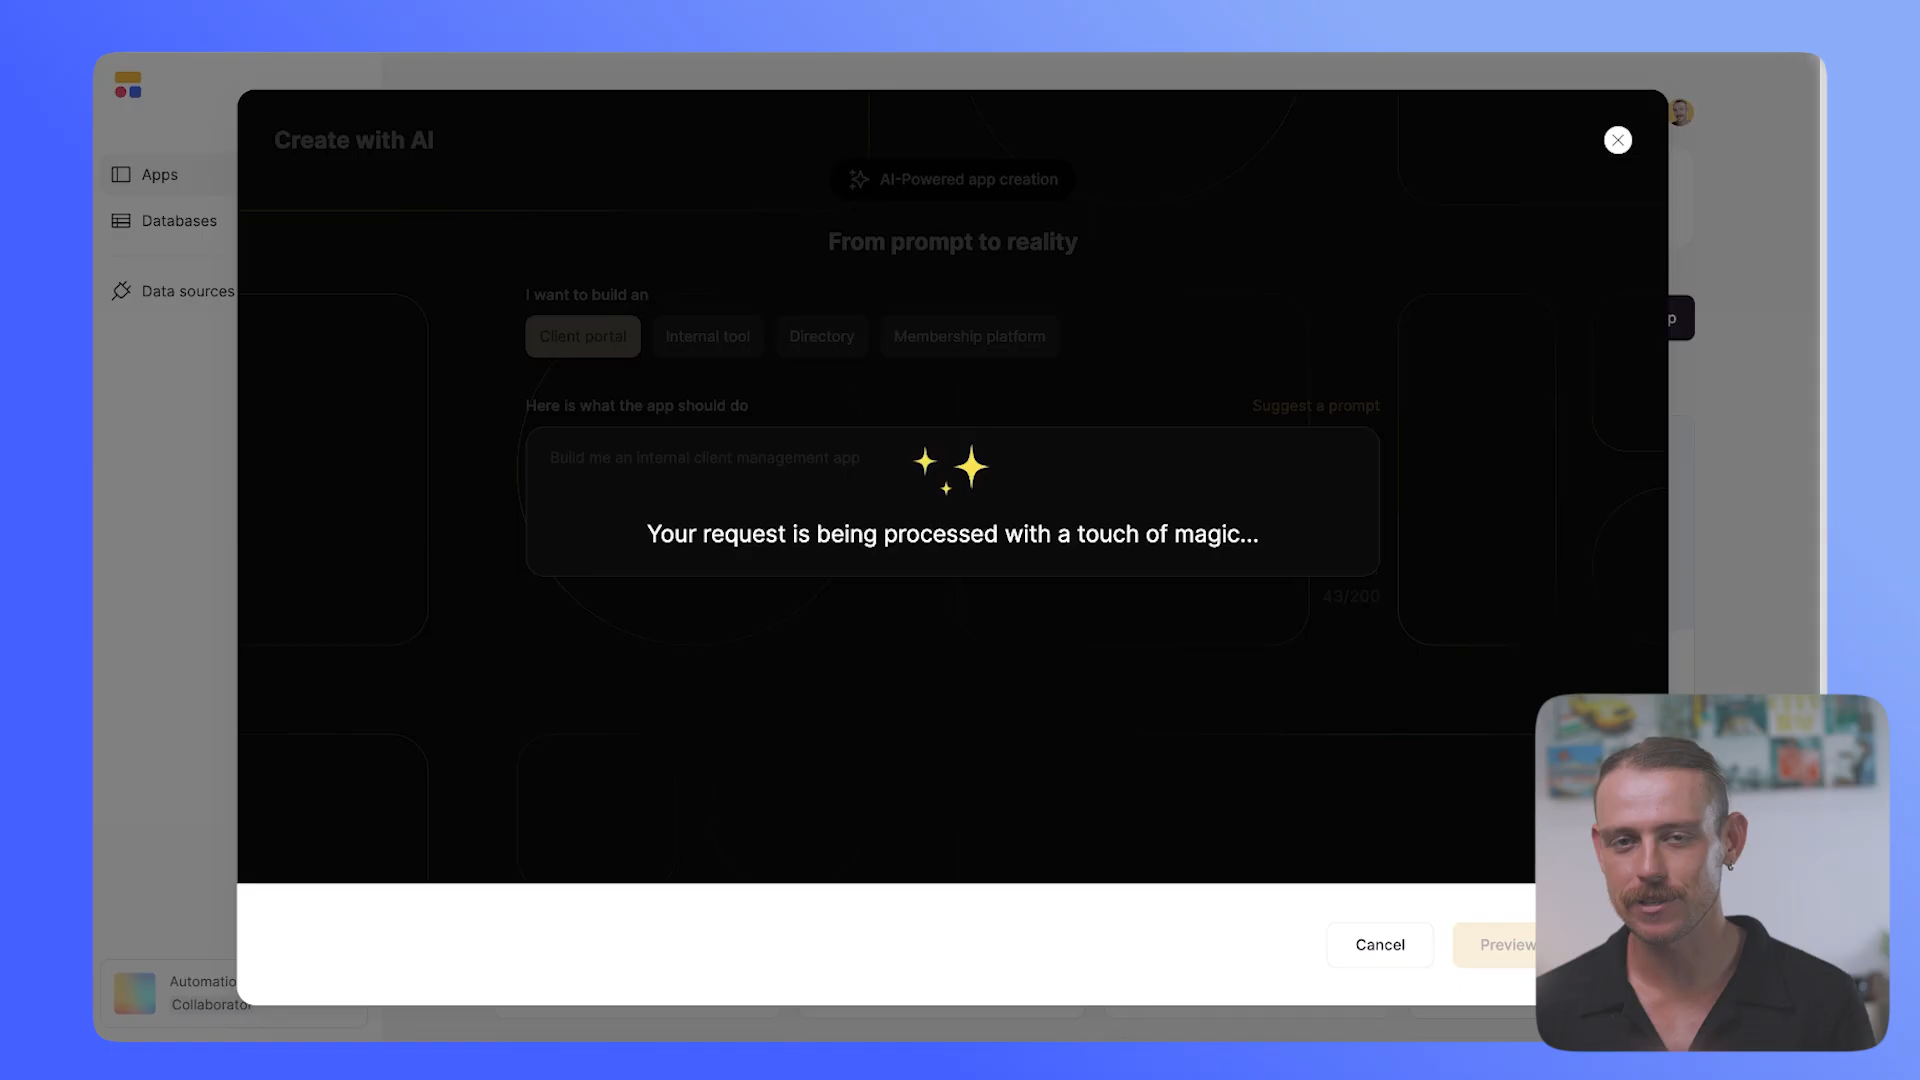 Create with AI
AI-Powered app creation
Apps
From prompt to reality
Databases
Data sources
I want to build an
p
Client portal
Internal tool
Directory
Membership platform
Here is what the app should do
Suggest a prompt
Build me an internal client management app
Your request is being processed with a touch of magic...
43/200
Cancel
Preview
Automatio
Collaborator